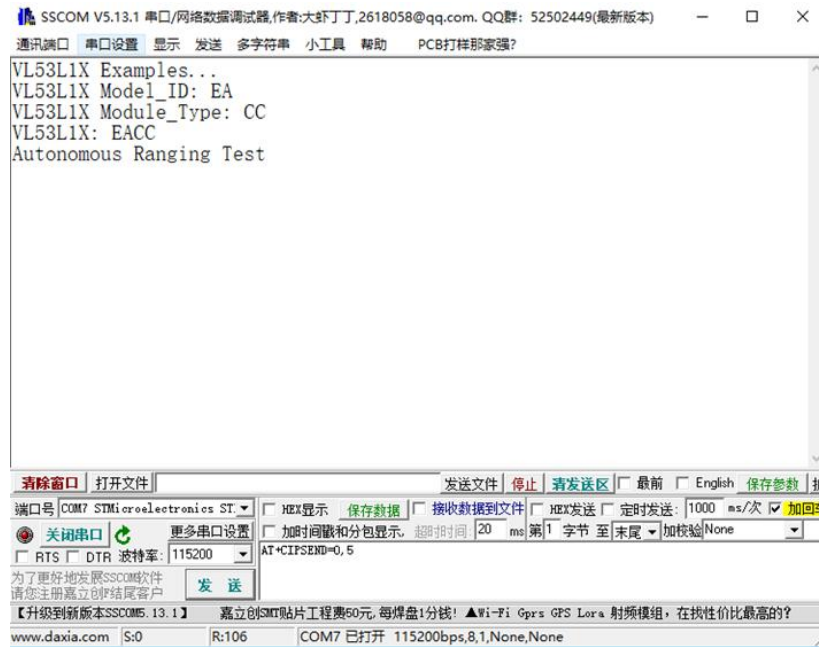 SSCOM V5.13.1 串口/网络数据调试器,作者:大虾丁丁,2618058@qq.com. QQ群: 52502449(最新版本)
通讯端口 串口设置 显示 发送 多字符串 小工具 帮助 PCB打样那家强?
VL53L1X Examples...
VL53L1X Model_ID: EA
VL53L1X Module_Type: CC
VL53L1X: EACC
Autonomous Ranging Test
清除窗口 打开文件 发送文件 停止 清发送区 最前 English 保存参数
端口号 COM7 STMicroelectronics ST. HEX显示 保存数据 接收数据到文件 HEX发送 定时发送: 1000 ms/次 加回车
关闭串口 更多串口设置 加时间戳和分包显示, 超时时间: 20 ms 第1 字节 至 末尾 加校验 None
RTS DTR 波特率: 115200 AT+CIPSEND=0,5
为了更好地发展SSCOM软件
请您注册嘉立创F结尾客户 发 送
【升级到新版本SSCOM5.13.1】 嘉立创SMT贴片工程费50元,每焊盘1分钱! ▲Wi-Fi Gprs GPS Lora 射频模组,在找性价比最高的?
www.daxia.com S:0 R:106 COM7 已打开 115200bps,8,1,None,None